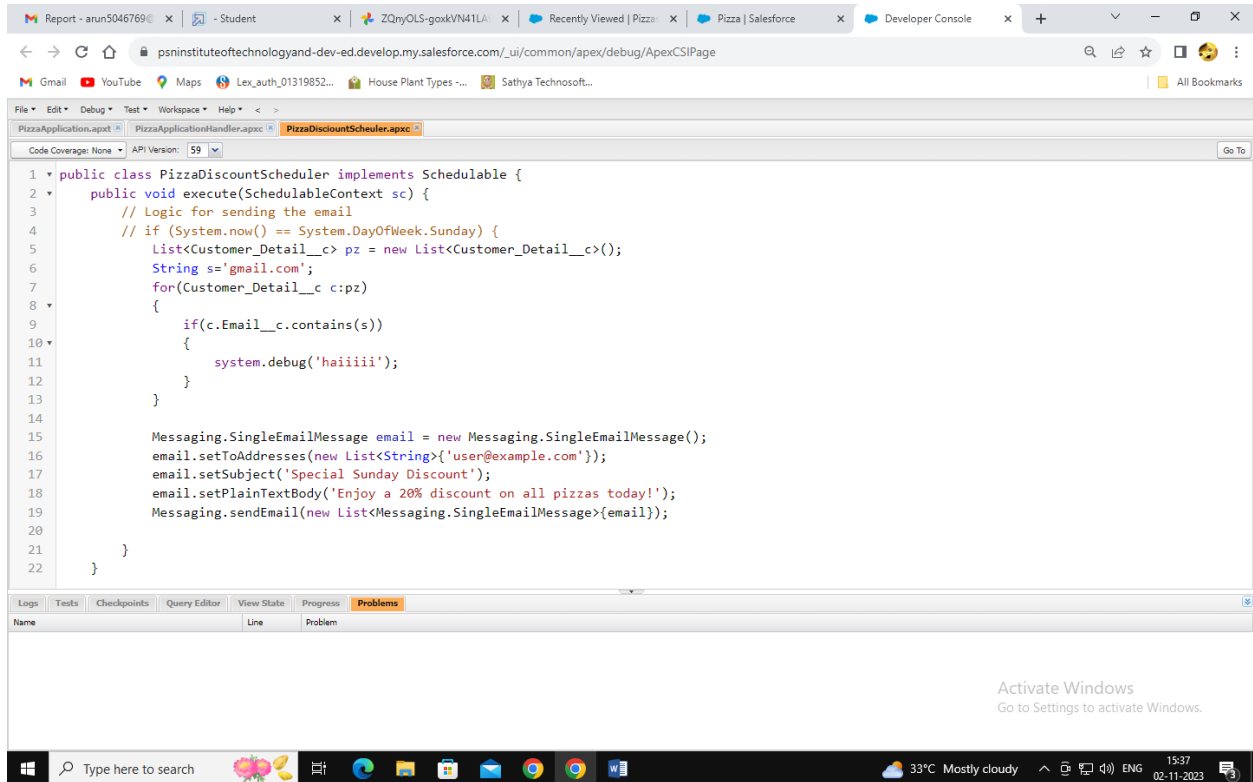 Report - arun5046769@
- Student
ZQnyOLS-goxkVN41LAS
Recently Viewed | Pizzas
Pizza | Salesforce
Developer Console
psninstituteoftechnologyand-dev-ed.develop.my.salesforce.com/_ui/common/apex/debug/ApexCSIPage
Gmail
YouTube
Maps
Lex_auth_01319852...
House Plant Types -...
Sathya Technosoft...
All Bookmarks
File Edit Debug Test Workspace Help < >
PizzaApplication.apxt
PizzaApplicationHandler.apxc
PizzaDisciountScheuler.apxc
Code Coverage: None
API Version: 59
Go To
1 public class PizzaDiscountScheduler implements Schedulable {
2 public void execute(SchedulableContext sc) {
3 // Logic for sending the email
4 // if (System.now() == System.DayOfWeek.Sunday) {
5 List<Customer_Detail__c> pz = new List<Customer_Detail__c>();
6 String s='gmail.com';
7 for(Customer_Detail__c c:pz)
8 {
9 if(c.Email__c.contains(s))
10 {
11 system.debug('haiiiii');
12 }
13 }
14
15 Messaging.SingleEmailMessage email = new Messaging.SingleEmailMessage();
16 email.setToAddresses(new List<String>{'user@example.com'});
17 email.setSubject('Special Sunday Discount');
18 email.setPlainTextBody('Enjoy a 20% discount on all pizzas today!');
19 Messaging.sendEmail(new List<Messaging.SingleEmailMessage>{email});
20
21 }
22 }
Logs Tests Checkpoints Query Editor View State Progress Problems
Name Line Problem
Activate Windows
Go to Settings to activate Windows.
Type here to search
33°C Mostly cloudy
ENG
15:37
02-11-2023
3